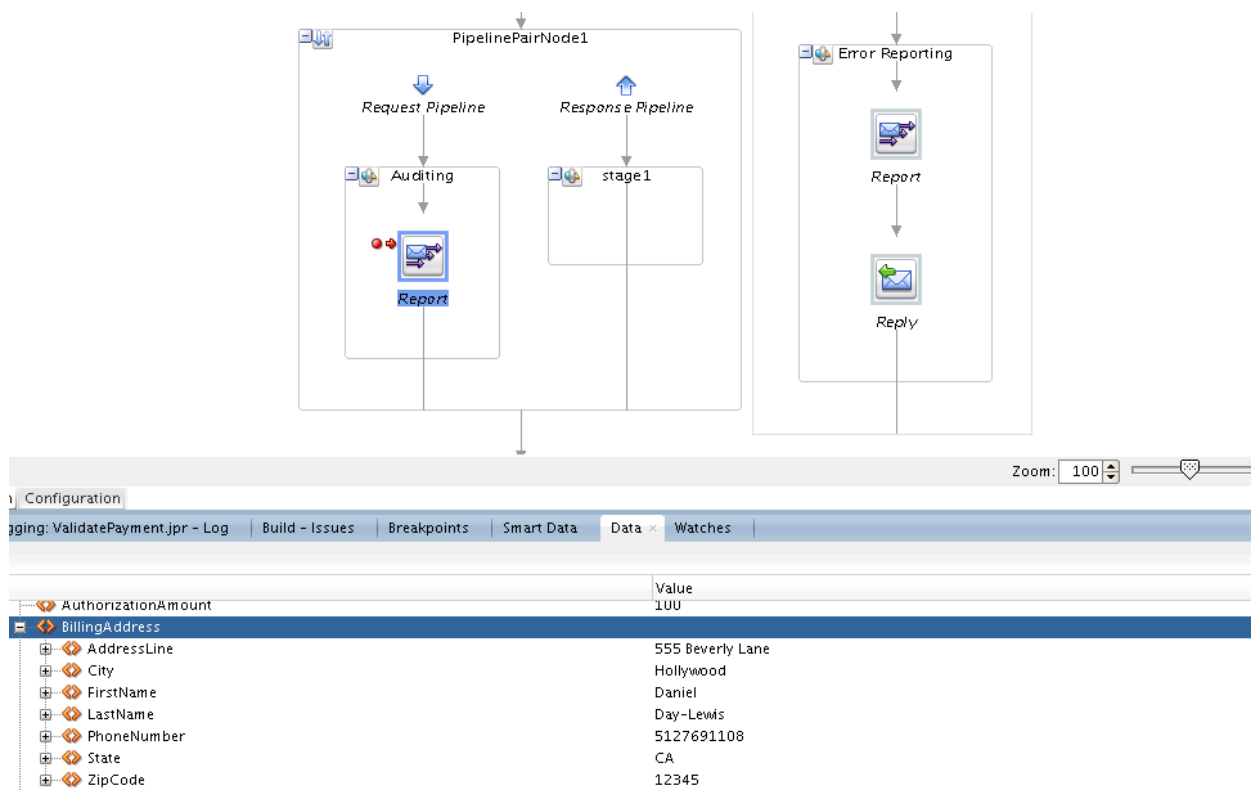 PipelinePairNode1
Request Pipeline
Response Pipeline
Auditing
stage1
Report
Error Reporting
Report
Reply
Zoom: 100
Configuration
gging: ValidatePayment.jpr - Log Build - Issues Breakpoints Smart Data Data Watches
Value
AuthorizationAmount 100
BillingAddress
AddressLine 555 Beverly Lane
City Hollywood
FirstName Daniel
LastName Day-Lewis
PhoneNumber 5127691108
State CA
ZipCode 12345